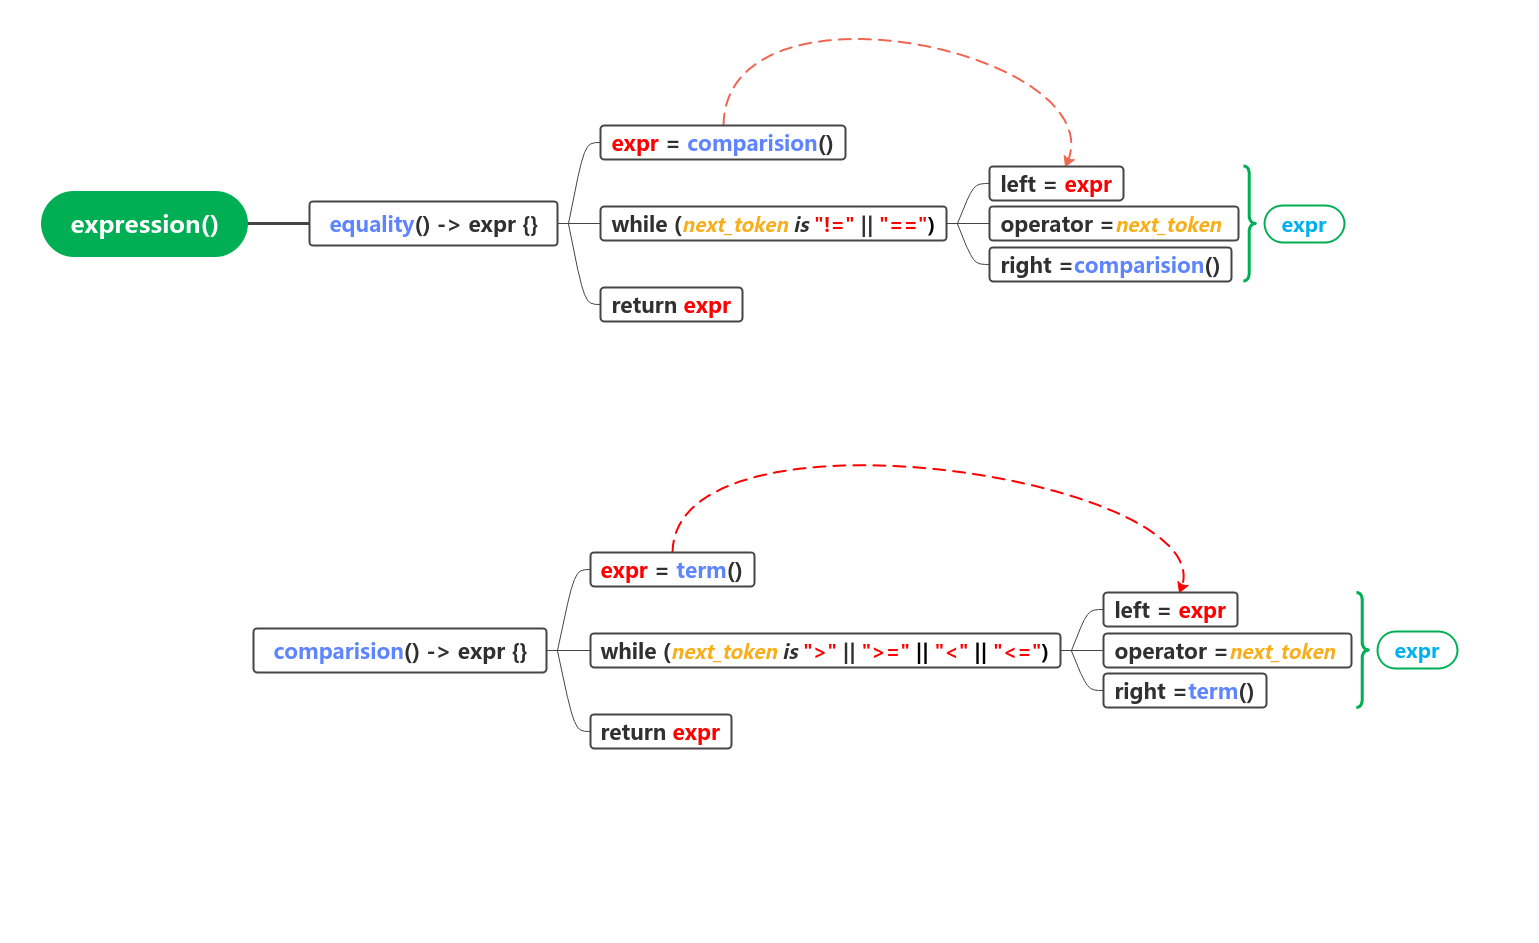 expression()
equality() -> expr {}
expr = comparision()
while (next_token is "!=" || "==")
return expr
left = expr
operator =next_token
right =comparision()
expr
comparision() -> expr {}
expr = term()
while (next_token is ">" || ">=" || "<" || "<=")
return expr
left = expr
operator =next_token
right =term()
expr